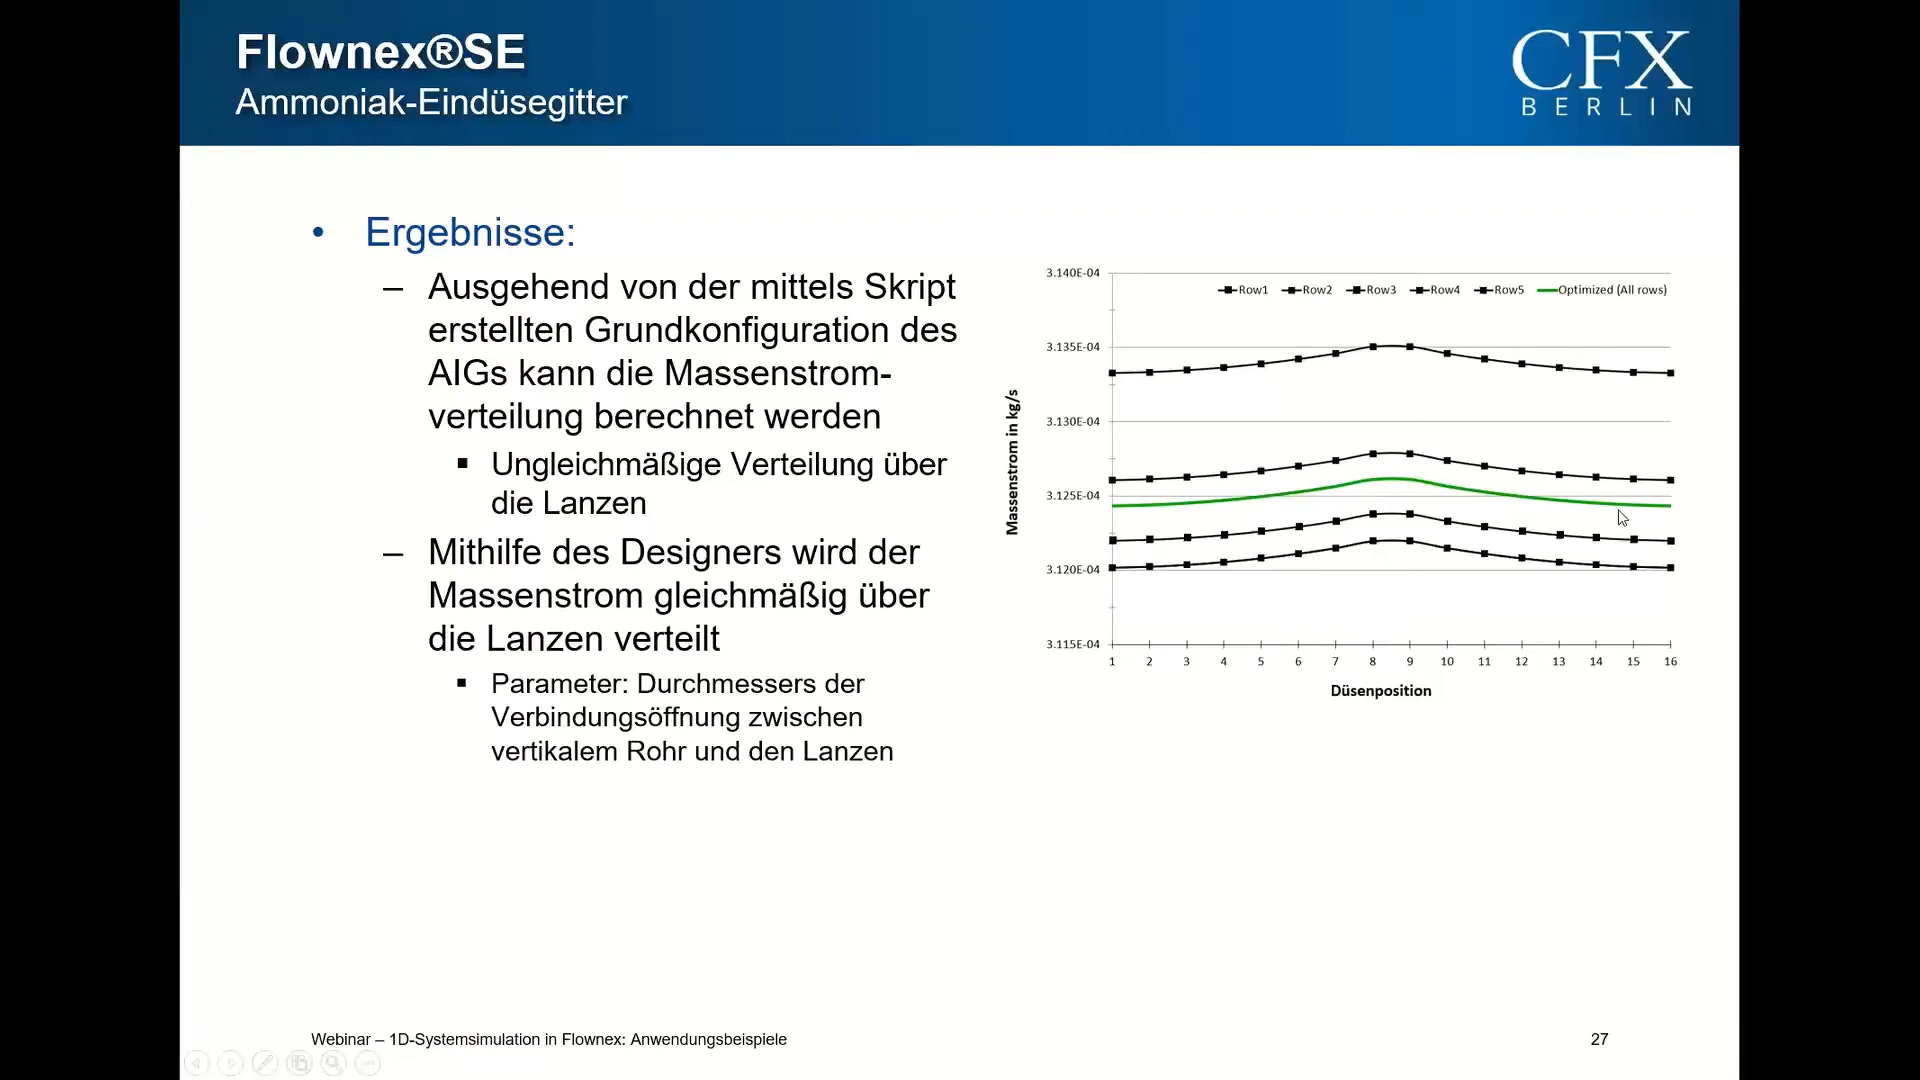 Flownex®SE
Ammoniak-Eindüsegitter
CFX
BERLIN
• Ergebnisse:
– Ausgehend von der mittels Skript
erstellten Grundkonfiguration des
AIGs kann die Massenstrom-
verteilung berechnet werden
▪ Ungleichmäßige Verteilung über
die Lanzen
– Mithilfe des Designers wird der
Massenstrom gleichmäßig über
die Lanzen verteilt
▪ Parameter: Durchmessers der
Verbindungsöffnung zwischen
vertikalem Rohr und den Lanzen
Row1 Row2 Row3 Row4 Row5 Optimized (All rows)
Massenstrom in kg/s
3.140E-04
3.135E-04
3.130E-04
3.125E-04
3.120E-04
3.115E-04
1 2 3 4 5 6 7 8 9 10 11 12 13 14 15 16
Düsenposition
Webinar – 1D-Systemsimulation in Flownex: Anwendungsbeispiele
27